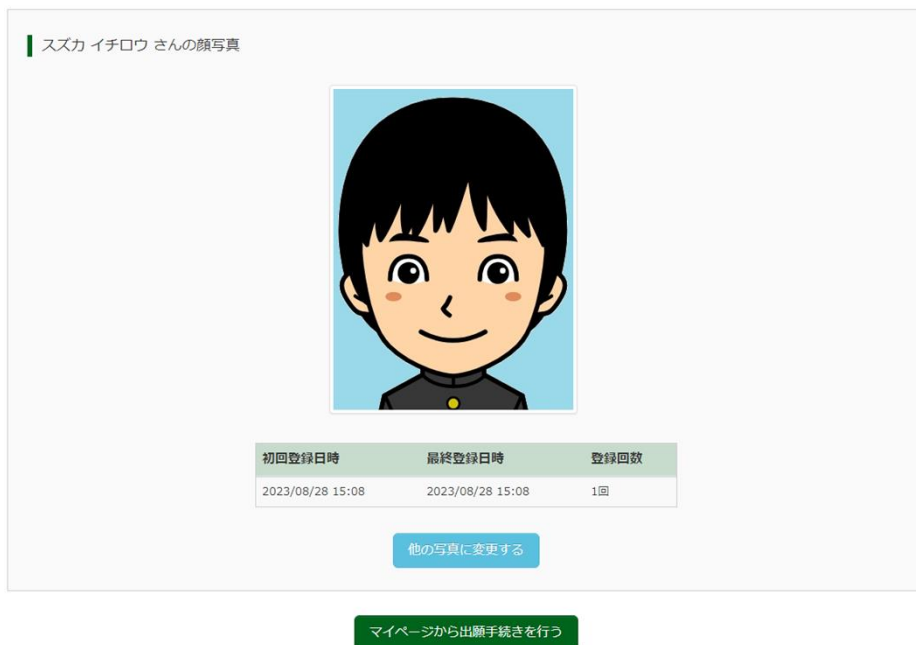 スズカ イチロウ さんの顔写真
初回登録日時 最終登録日時 登録回数
2023/08/28 15:08 2023/08/28 15:08 1回
他の写真に変更する
マイページから出願手続きを行う